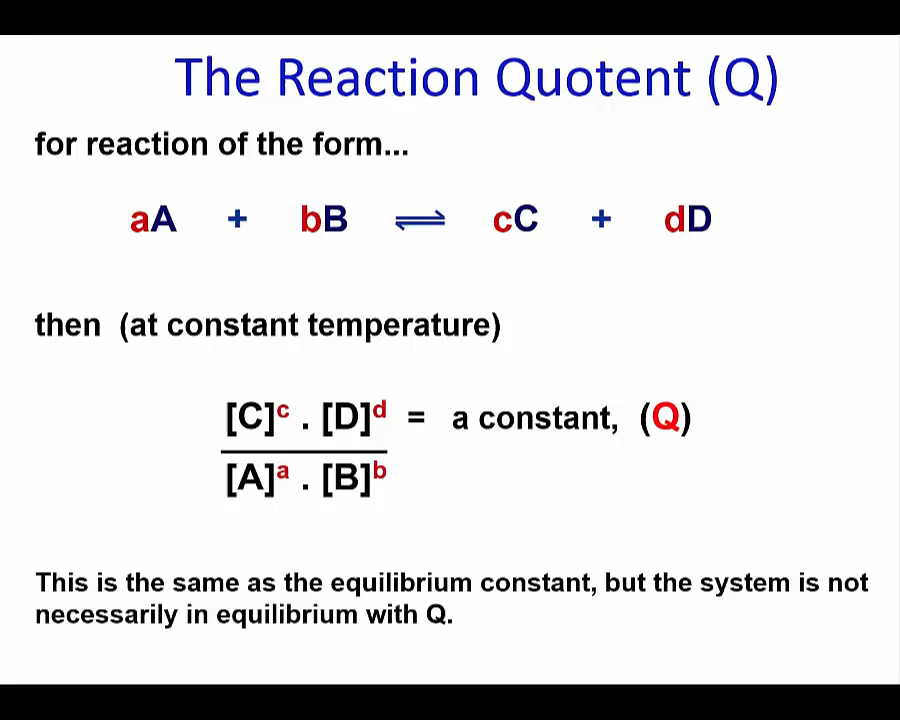 The Reaction Quotent (Q)
for reaction of the form...
aA + bB ⇌ cC + dD
then (at constant temperature)
[C]ᶜ . [D]ᵈ = a constant, (Q)
[A]ᵃ . [B]ᵇ
This is the same as the equilibrium constant, but the system is not
necessarily in equilibrium with Q.